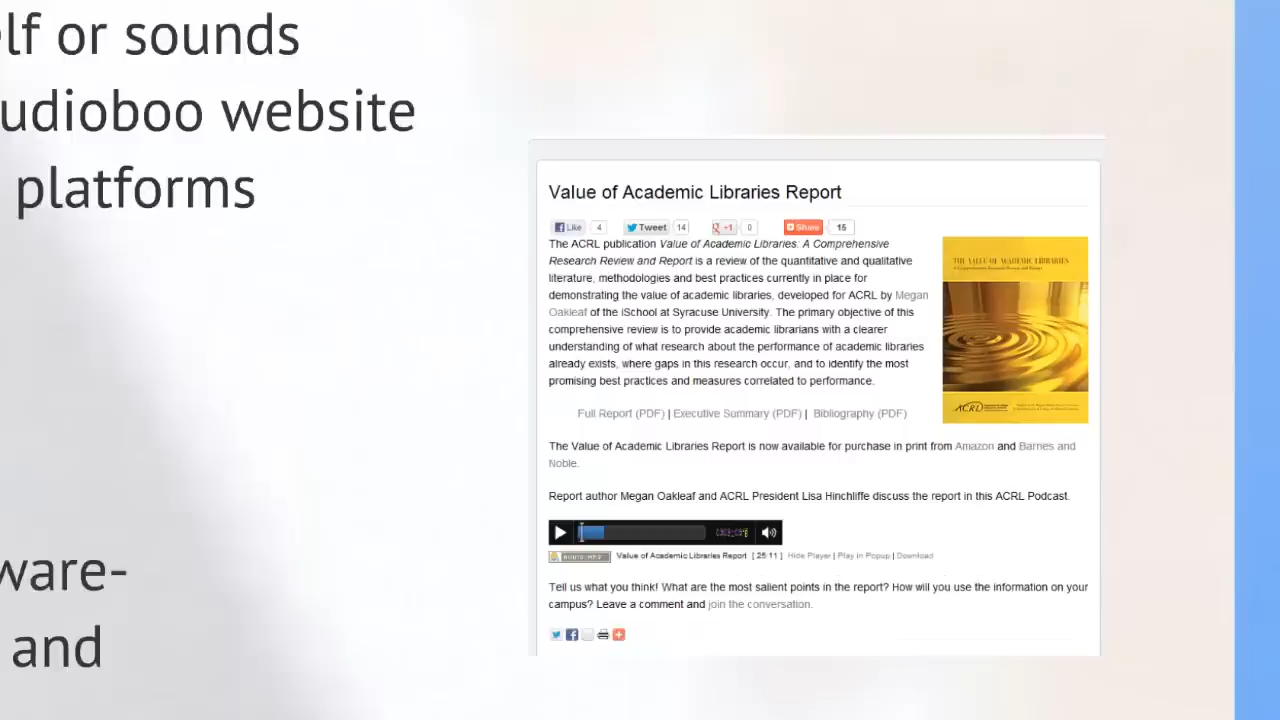 elf or sounds
udioboo website
platforms
ware-
and
Value of Academic Libraries Report
Like 4 Tweet 14 +1 0 Share 15
The ACRL publication Value of Academic Libraries: A Comprehensive
Research Review and Report is a review of the quantitative and qualitative
literature, methodologies and best practices currently in place for
demonstrating the value of academic libraries, developed for ACRL by Megan
Oakleaf of the iSchool at Syracuse University. The primary objective of this
comprehensive review is to provide academic librarians with a clearer
understanding of what research about the performance of academic libraries
already exists, where gaps in this research occur, and to identify the most
promising best practices and measures correlated to performance.
THE VALUE OF ACADEMIC LIBRARIES
A Comprehensive Research Review and Report
ACRL
Full Report (PDF) | Executive Summary (PDF) | Bibliography (PDF)
The Value of Academic Libraries Report is now available for purchase in print from Amazon and Barnes and
Noble.
Report author Megan Oakleaf and ACRL President Lisa Hinchliffe discuss the report in this ACRL Podcast.
Value of Academic Libraries Report [ 25:11 ] Hide Player | Play in Popup | Download
Tell us what you think! What are the most salient points in the report? How will you use the information on your
campus? Leave a comment and join the conversation.